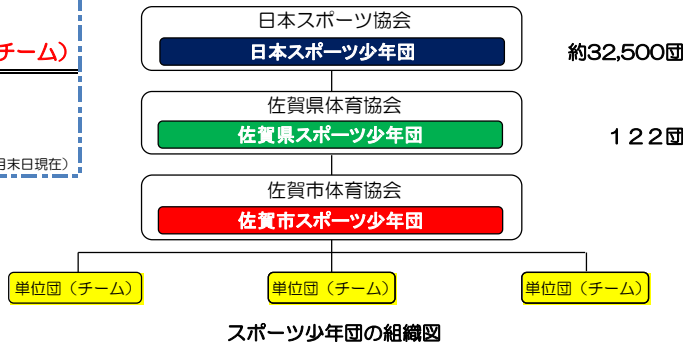 日本スポーツ協会
チーム）
日本スポーツ少年団
約32,500団
佐賀県体育協会
佐賀県スポーツ少年団
１２２団
月末日現在）
佐賀市体育協会
佐賀市スポーツ少年団
単位団（チーム）
単位団（チーム）
単位団（チーム）
スポーツ少年団の組織図